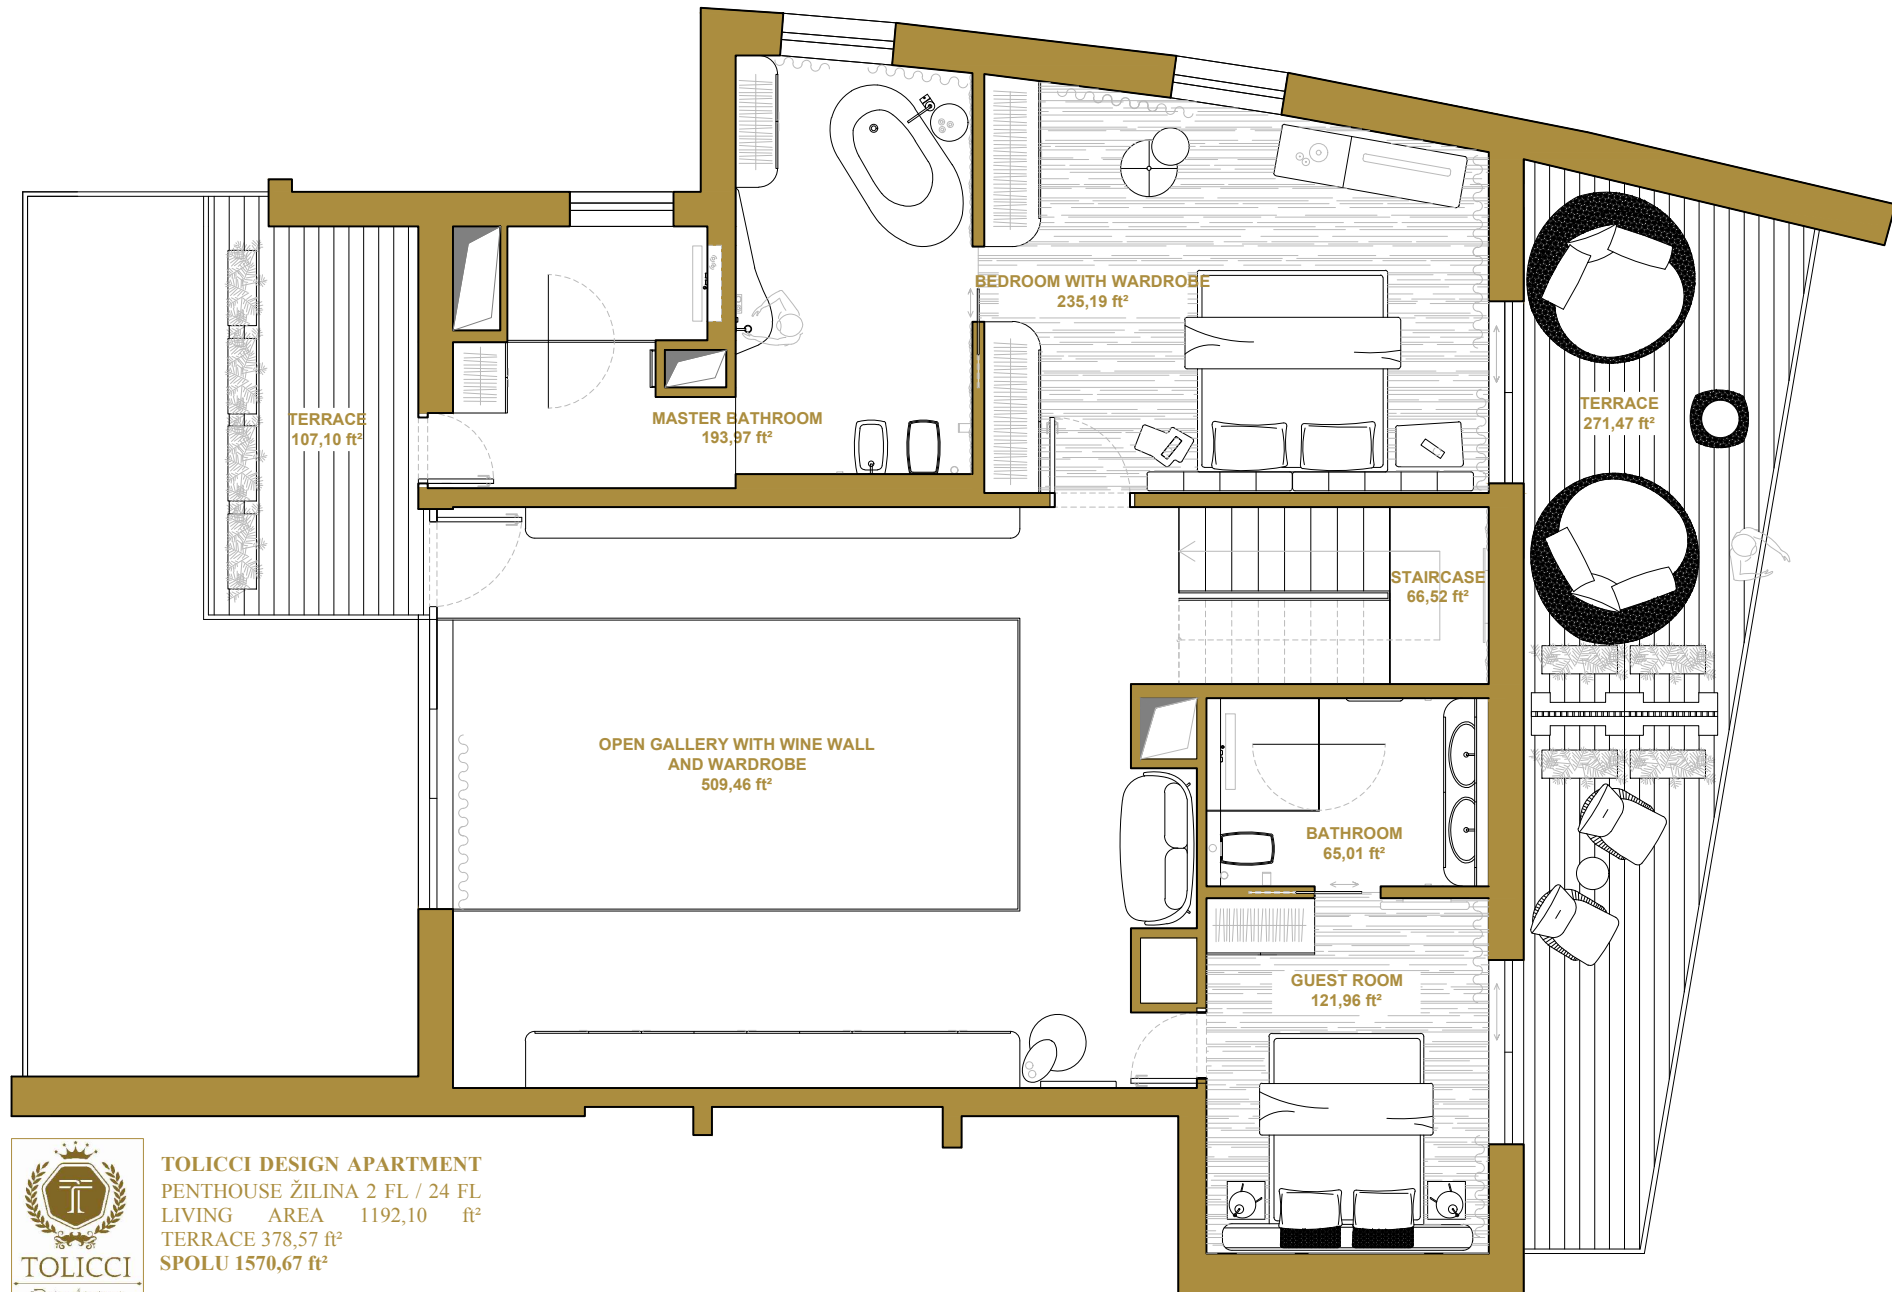 BEDROOM WITH WARDROBE
235,19 ft²
TERRACE
107,10 ft²
MASTER BATHROOM
193,97 ft²
TERRACE
271,47 ft²
STAIRCASE
66,52 ft²
OPEN GALLERY WITH WINE WALL
AND WARDROBE
509,46 ft²
BATHROOM
65,01 ft²
GUEST ROOM
121,96 ft²
TOLICCI DESIGN APARTMENT
PENTHOUSE ŽILINA 2 FL / 24 FL
LIVING AREA 1192,10 ft²
TERRACE 378,57 ft²
SPOLU 1570,67 ft²
TOLICCI